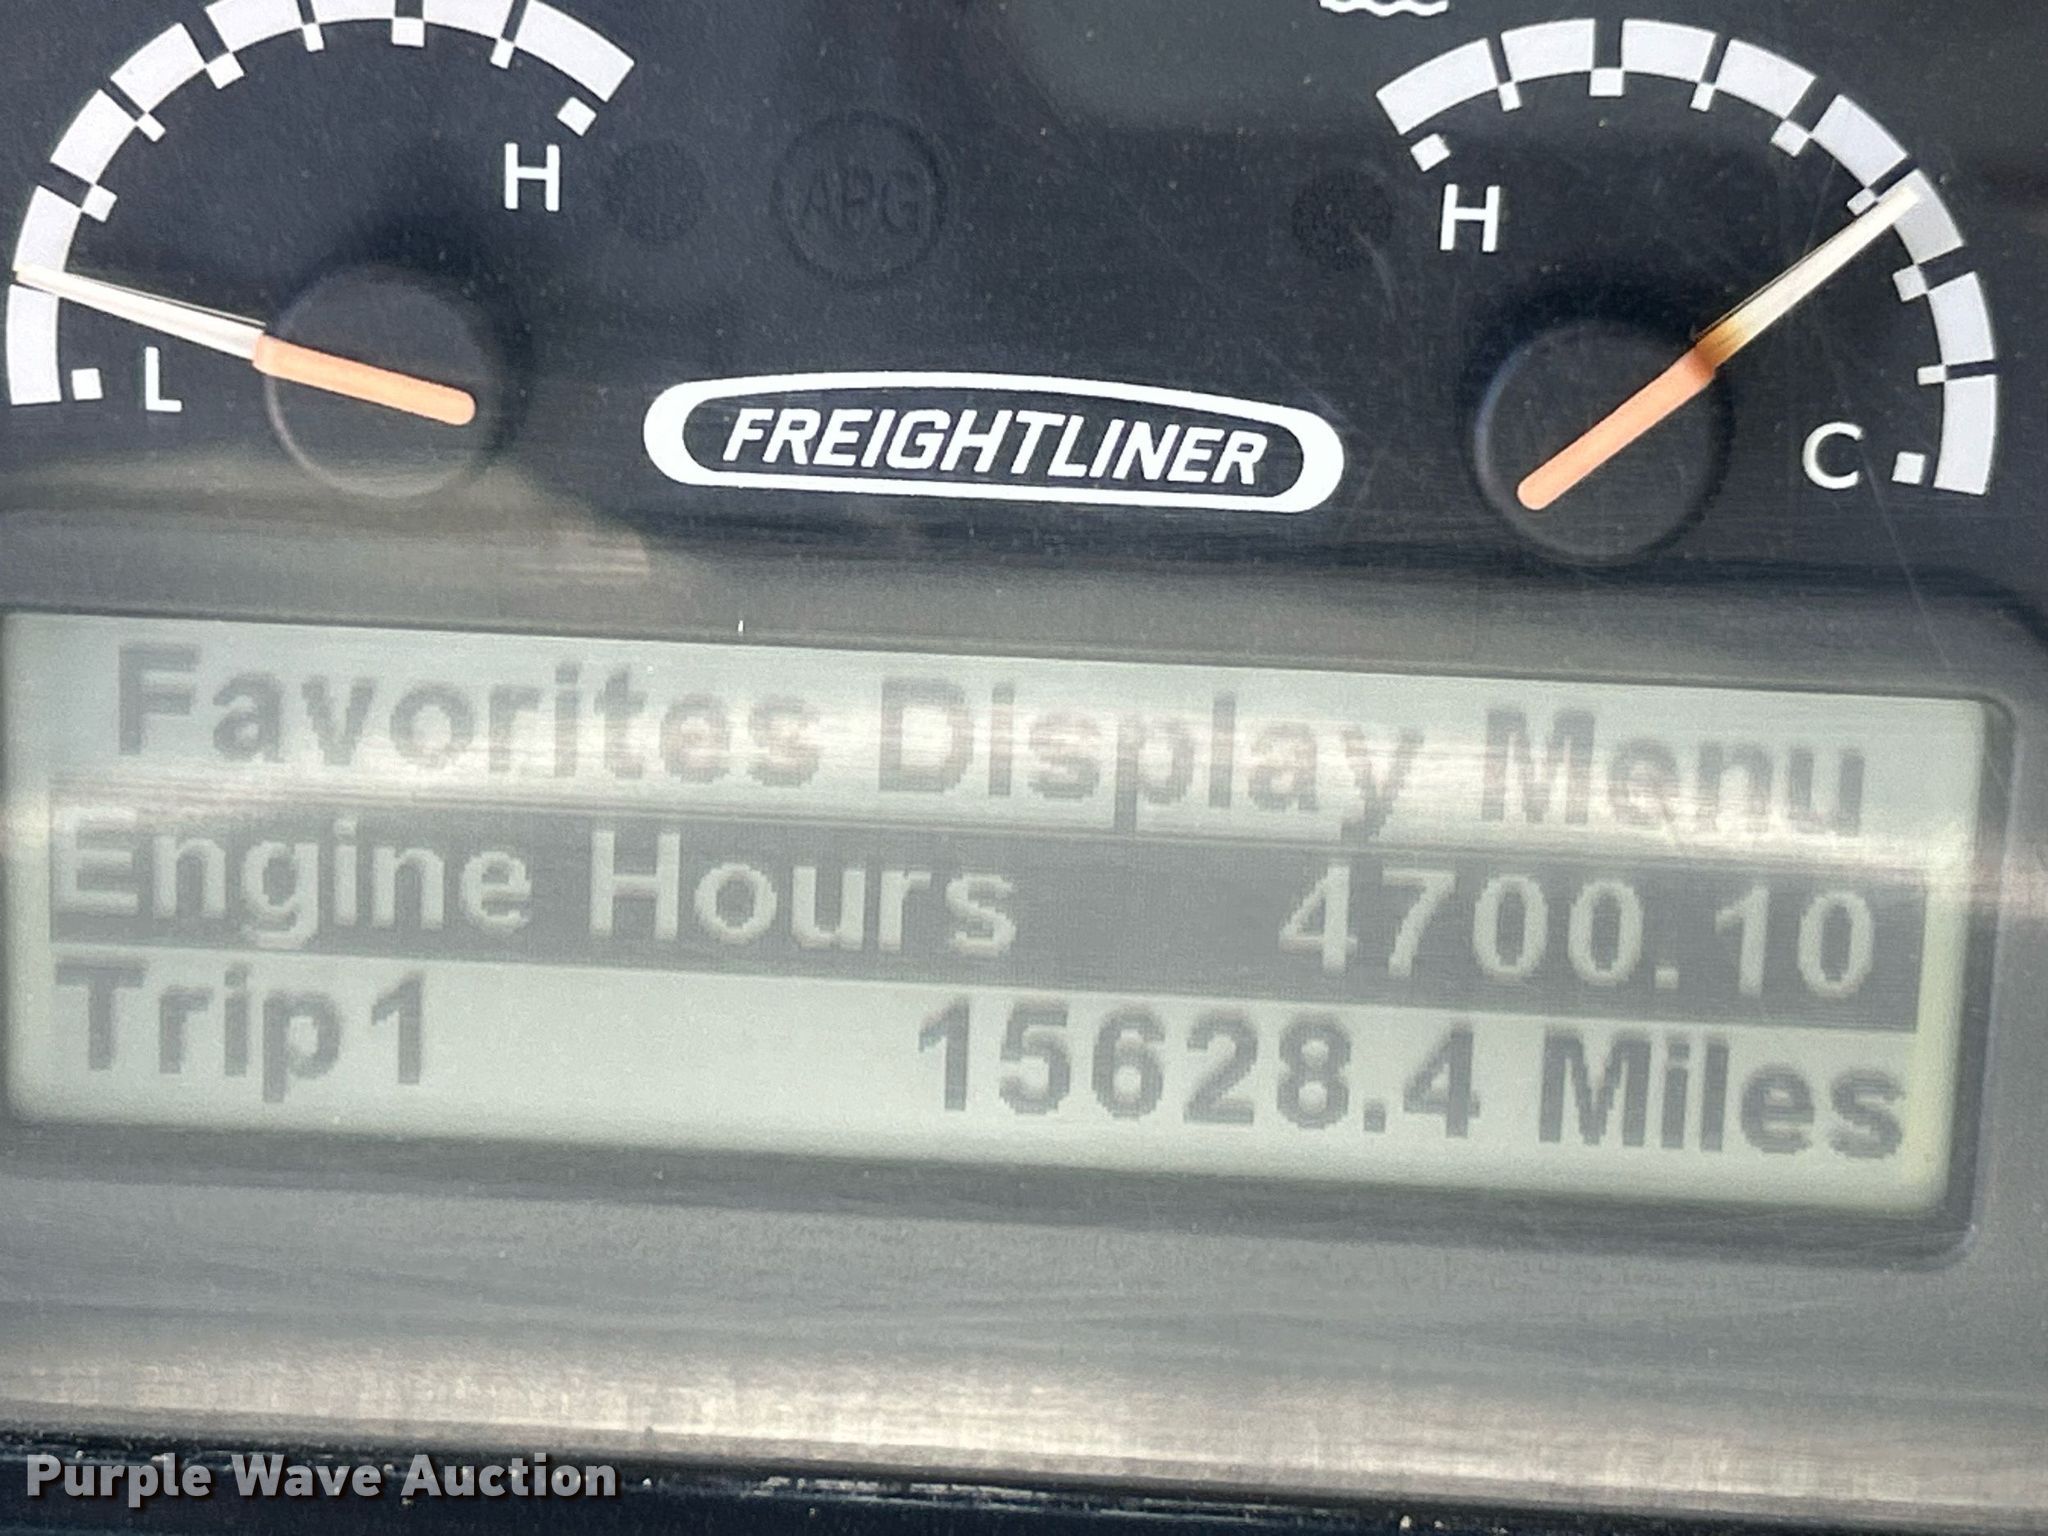 H
H
L
C
FREIGHTLINER
Favorites Display Menu
Engine Hours 4700.10
Trip1 15628.4 Miles
Purple Wave Auction